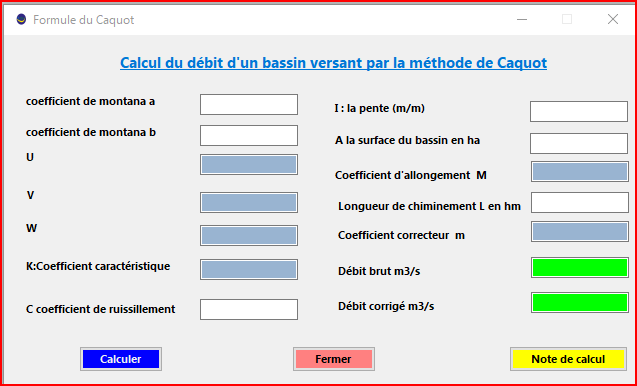 Formule du Caquot
Calcul du débit d'un bassin versant par la méthode de Caquot
coefficient de montana a
coefficient de montana b
U
V
W
K:Coefficient caractéristique
C coefficient de ruissillement
I : la pente (m/m)
A la surface du bassin en ha
Coefficient d'allongement M
Longueur de chiminement L en hm
Coefficient correcteur m
Débit brut m3/s
Débit corrigé m3/s
Calculer
Fermer
Note de calcul